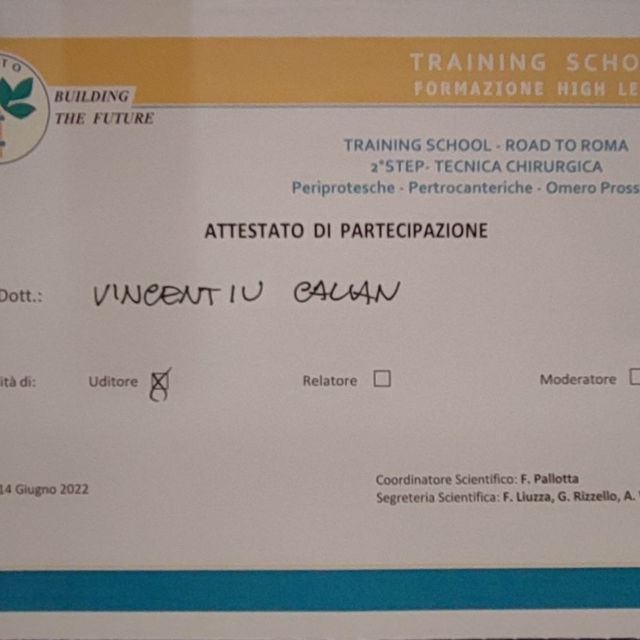 TO
BUILDING
THE FUTURE
TRAINING SCHO
FORMAZIONE HIGH LE
TRAINING SCHOOL - ROAD TO ROMA
2°STEP- TECNICA CHIRURGICA
Periprotesche - Pertrocanteriche - Omero Pross
ATTESTATO DI PARTECIPAZIONE
Dott.: VINCENTIU
ità di: Uditore Relatore Moderatore
14 Giugno 2022
Coordinatore Scientifico: F. Pallotta
Segreteria Scientifica: F. Liuzza, G. Rizzello, A.